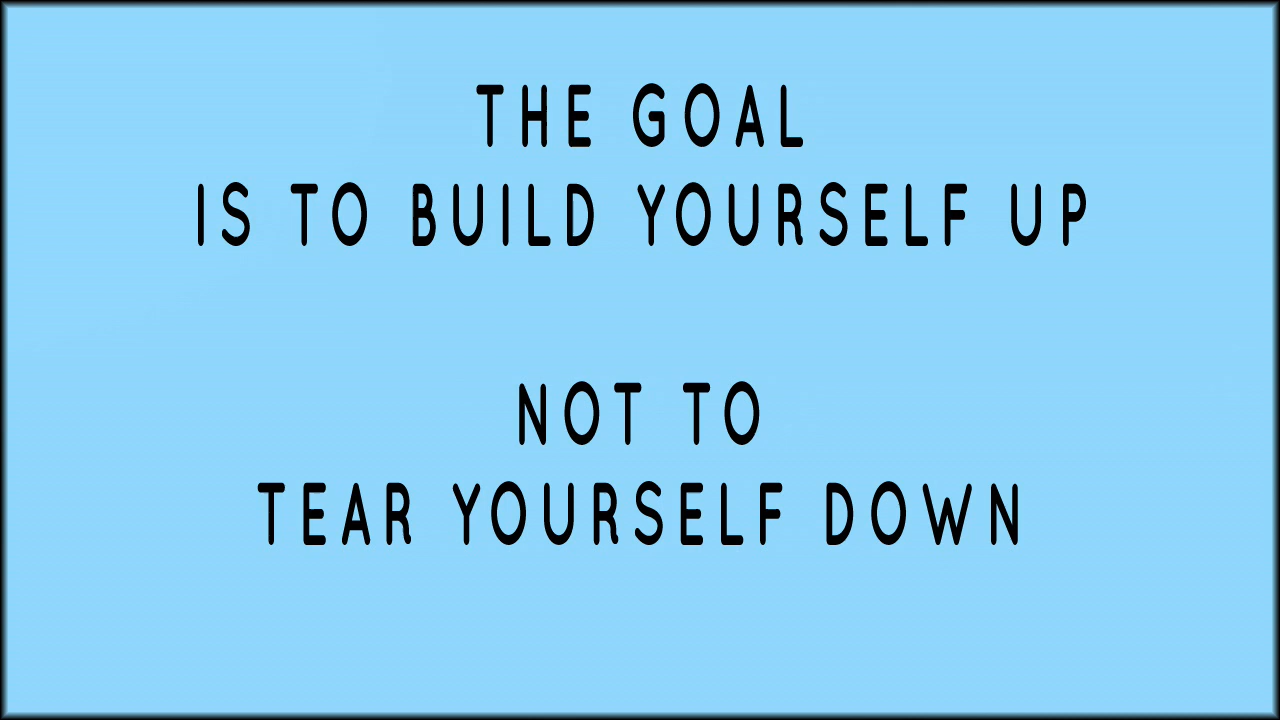 THE GOAL
IS TO BUILD YOURSELF UP
NOT TO
TEAR YOURSELF DOWN